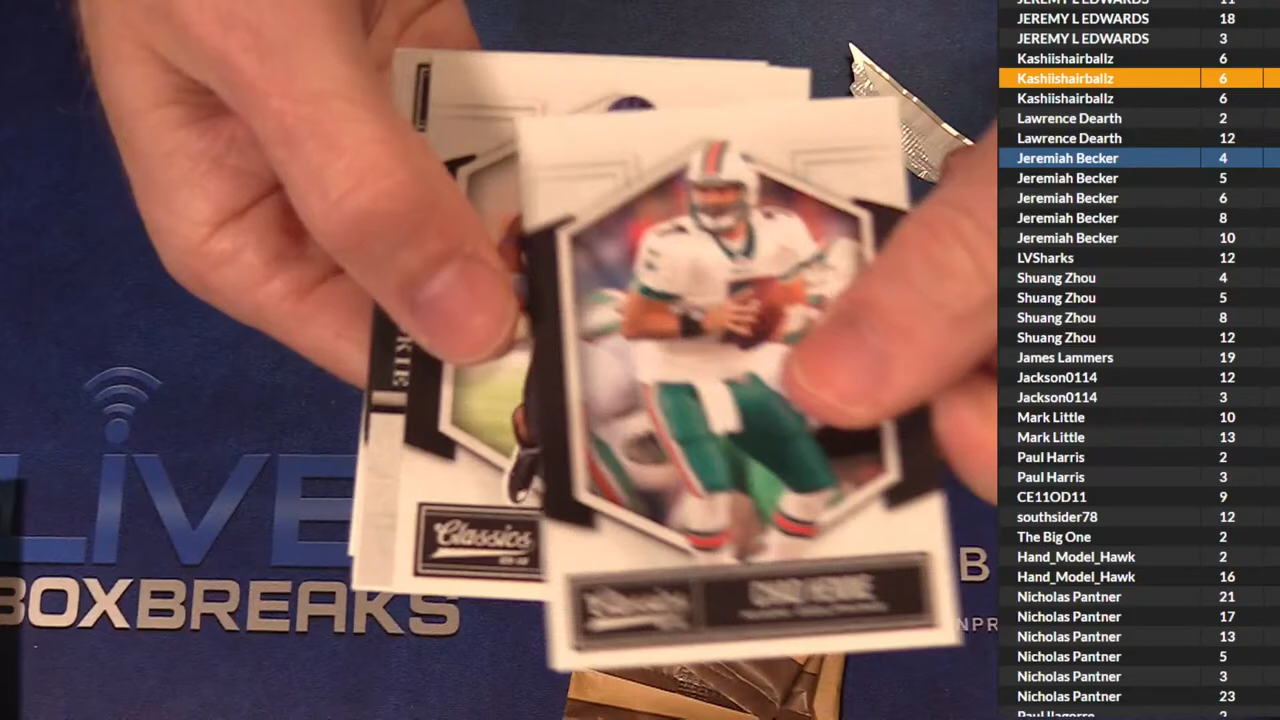 JEREMY L EDWARDS 11
JEREMY L EDWARDS 18
JEREMY L EDWARDS 3
Kashiishairballz 6
Kashiishairballz 6
Kashiishairballz 6
Lawrence Dearth 2
Lawrence Dearth 12
Jeremiah Becker 4
Jeremiah Becker 5
Jeremiah Becker 6
Jeremiah Becker 8
Jeremiah Becker 10
LVSharks 12
Shuang Zhou 4
Shuang Zhou 5
Shuang Zhou 8
Shuang Zhou 12
James Lammers 19
Jackson0114 12
Jackson0114 3
Mark Little 10
Mark Little 13
Paul Harris 2
Paul Harris 3
CE11OD11 9
southsider78 12
The Big One 2
Hand_Model_Hawk 2
Hand_Model_Hawk 16
Nicholas Pantner 21
Nicholas Pantner 17
Nicholas Pantner 13
Nicholas Pantner 5
Nicholas Pantner 3
Nicholas Pantner 23
LIVE
BOXBREAKS
Classics
Classics